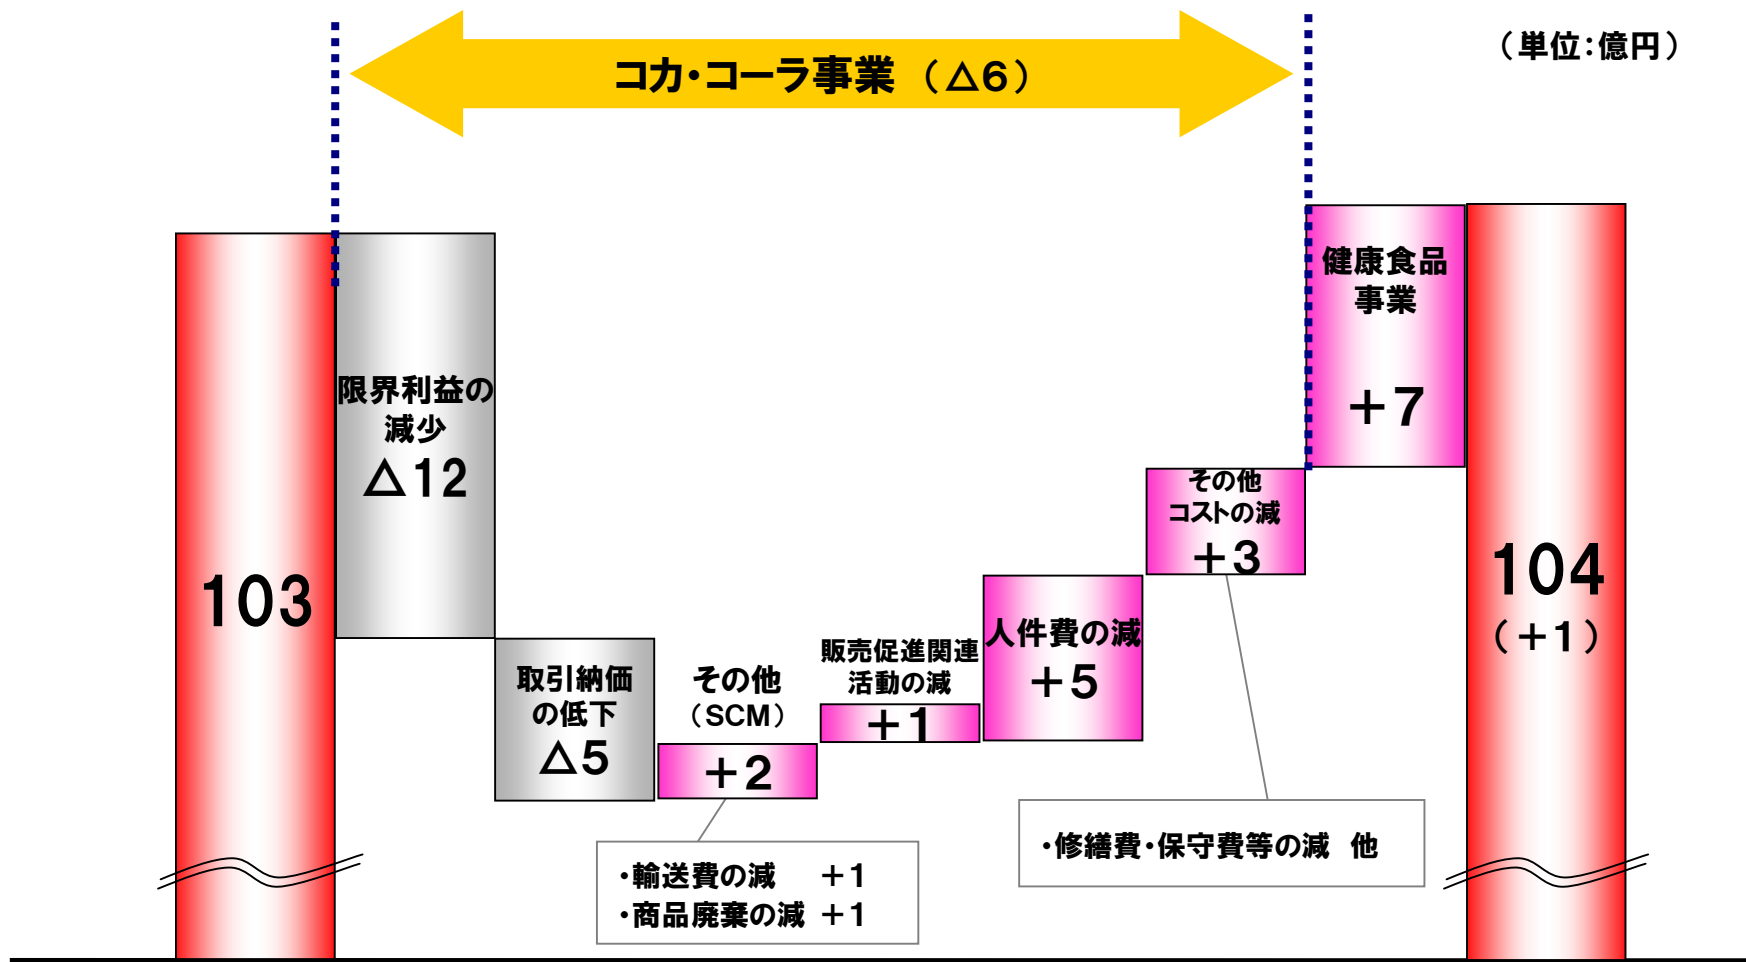 コカ・コーラ事業（△6）
（単位：億円）
103
限界利益の
減少
△12
取引納価
の低下
△5
その他
（SCM）
＋2
・輸送費の減 ＋1
・商品廃棄の減 ＋1
販売促進関連
活動の減
＋1
人件費の減
＋5
その他
コストの減
＋3
・修繕費・保守費等の減 他
健康食品
事業
＋7
104
（＋1）